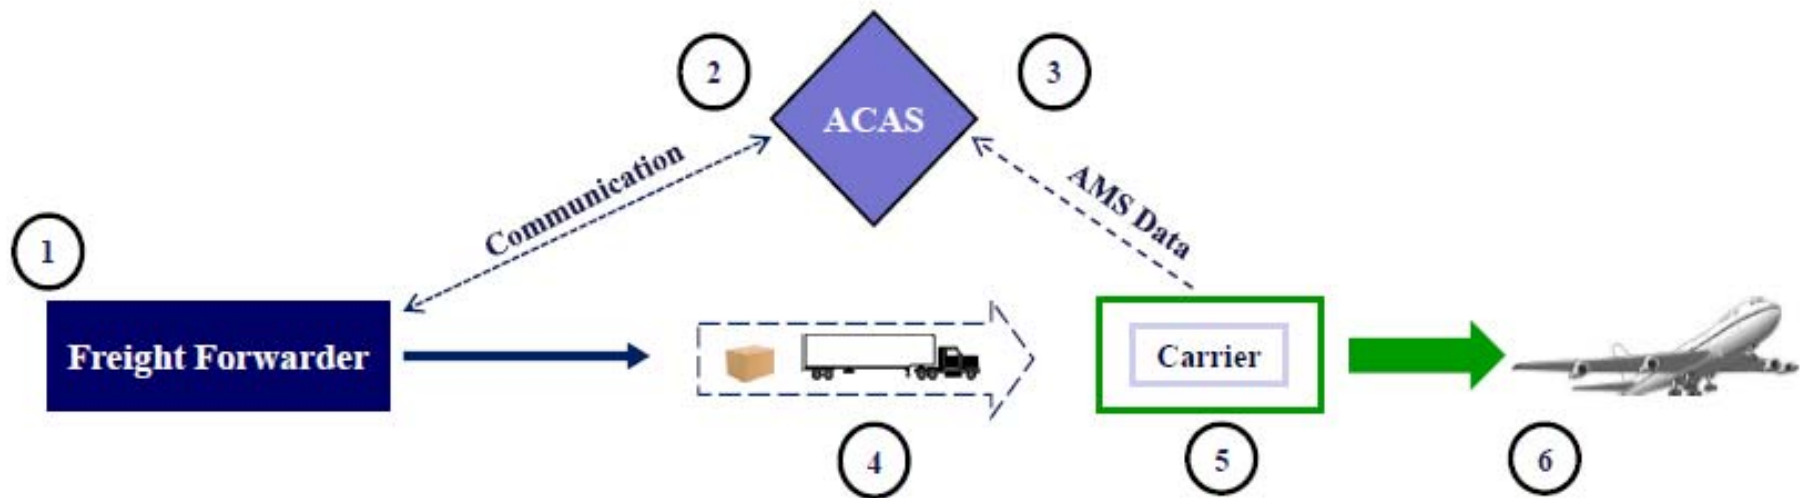 2
ACAS
3
Communication
AMS Data
1
Freight Forwarder
Carrier
4
5
6